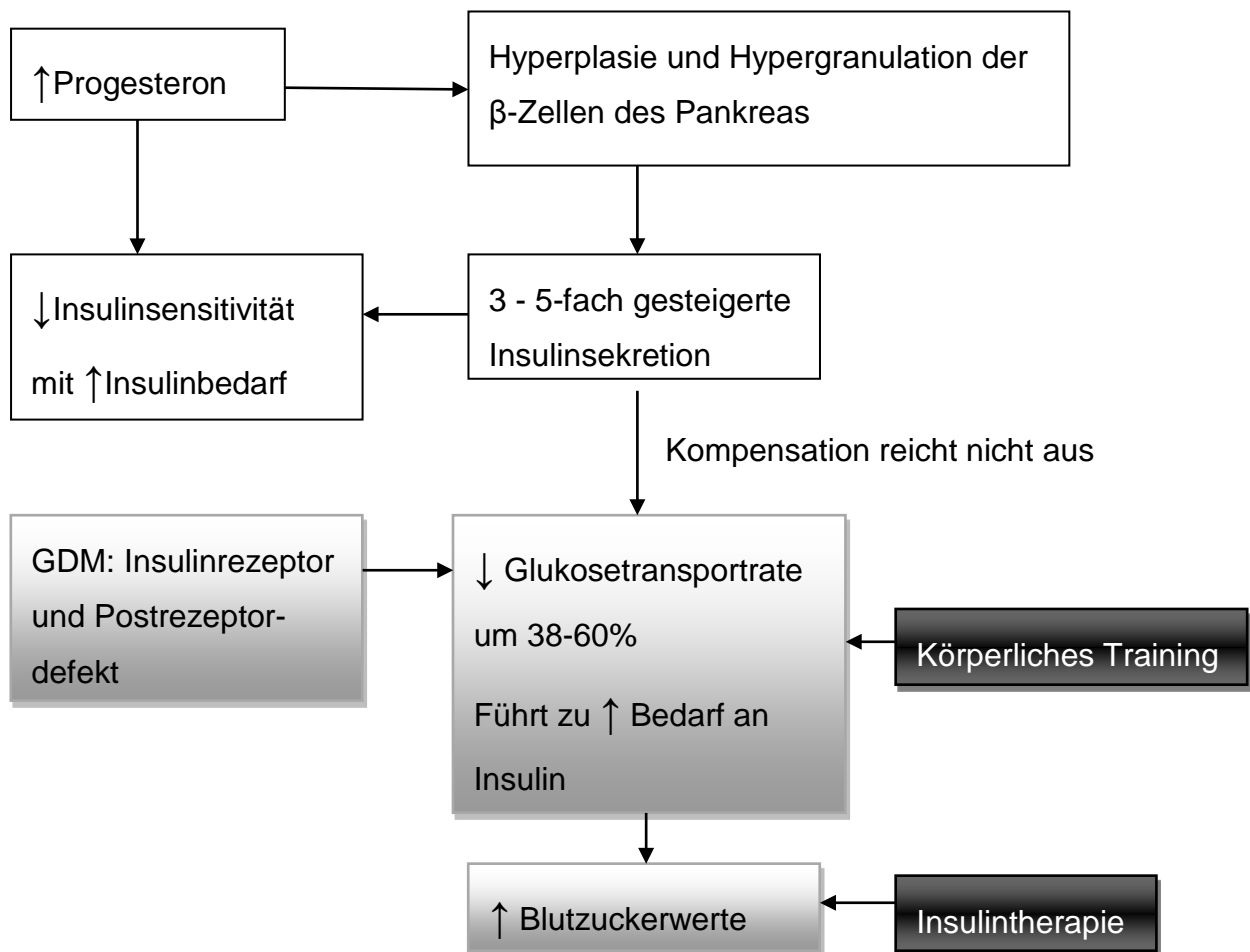 ↑Progesteron
Hyperplasie und Hypergranulation der
β-Zellen des Pankreas
↓Insulinsensitivität
mit ↑Insulinbedarf
3 - 5-fach gesteigerte
Insulinsekretion
Kompensation reicht nicht aus
GDM: Insulinrezeptor
und Postrezeptor-
defekt
↓ Glukosetransportrate
um 38-60%
Führt zu ↑ Bedarf an
Insulin
Körperliches Training
↑ Blutzuckerwerte
Insulintherapie